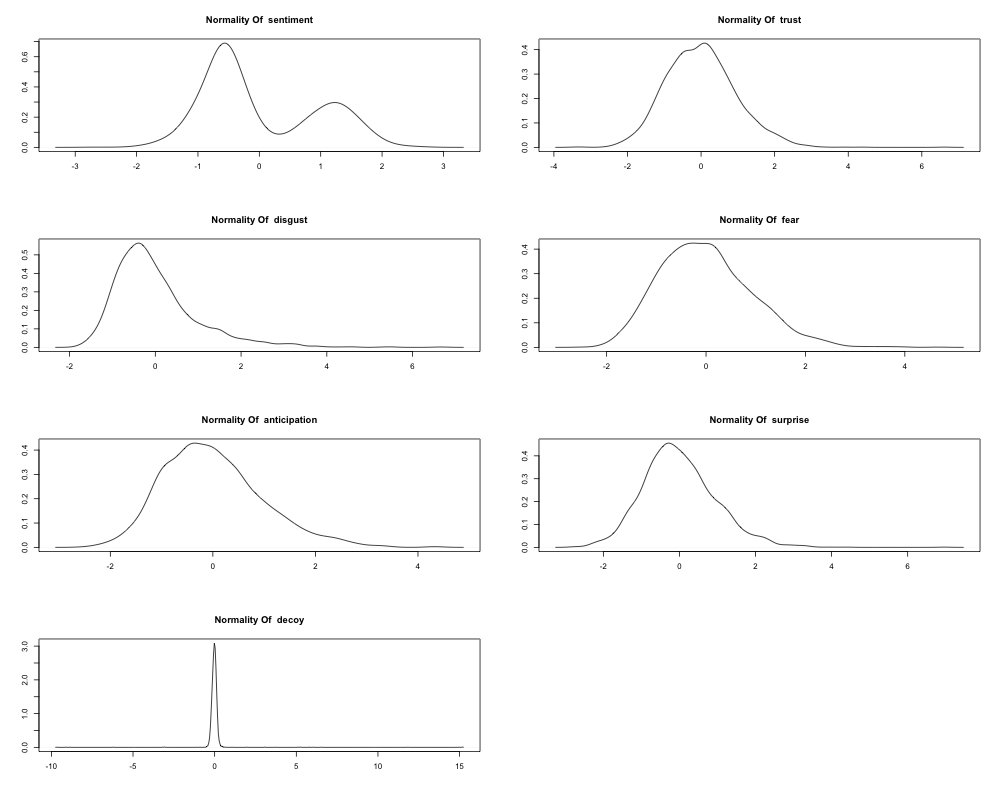 Normality Of sentiment
0.0 0.2 0.4 0.6
-3 -2 -1 0 1 2 3
Normality Of trust
0.0 0.1 0.2 0.3 0.4
-4 -2 0 2 4 6
Normality Of disgust
0.0 0.1 0.2 0.3 0.4 0.5
-2 0 2 4 6
Normality Of fear
0.0 0.1 0.2 0.3 0.4
-2 0 2 4
Normality Of anticipation
0.0 0.1 0.2 0.3 0.4
-2 0 2 4
Normality Of surprise
0.0 0.1 0.2 0.3 0.4
-2 0 2 4 6
Normality Of decoy
0.0 1.0 2.0 3.0
-10 -5 0 5 10 15